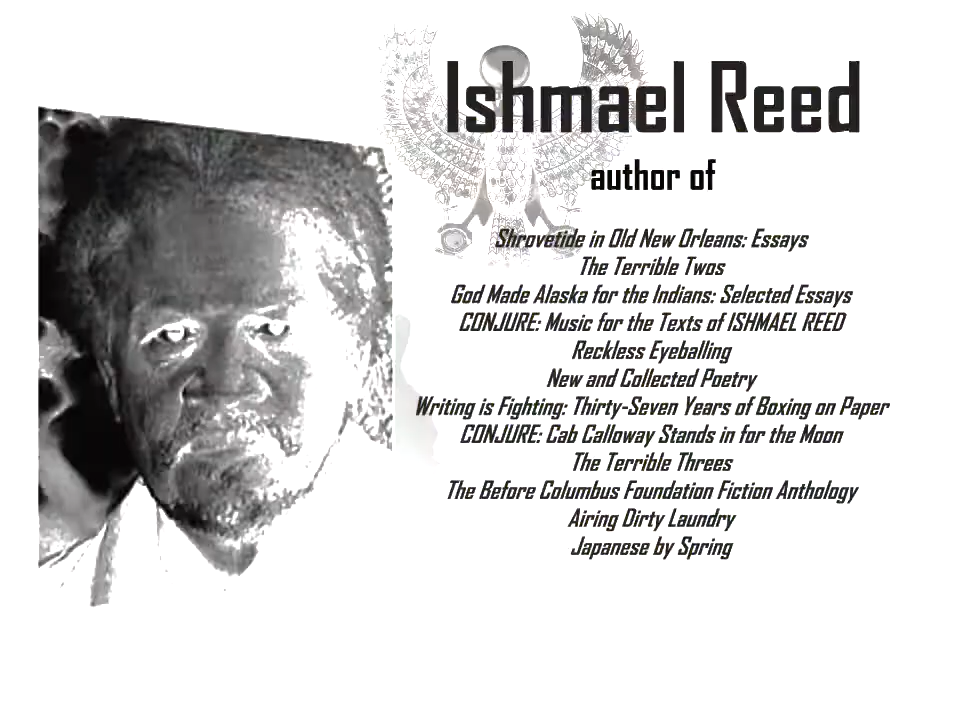 Ishmael Reed
author of
Shrovetide in Old New Orleans: Essays
The Terrible Twos
God Made Alaska for the Indians: Selected Essays
CONJURE: Music for the Texts of ISHMAEL REED
Reckless Eyeballing
New and Collected Poetry
Writing is Fighting: Thirty-Seven Years of Boxing on Paper
CONJURE: Cab Calloway Stands in for the Moon
The Terrible Threes
The Before Columbus Foundation Fiction Anthology
Airing Dirty Laundry
Japanese by Spring